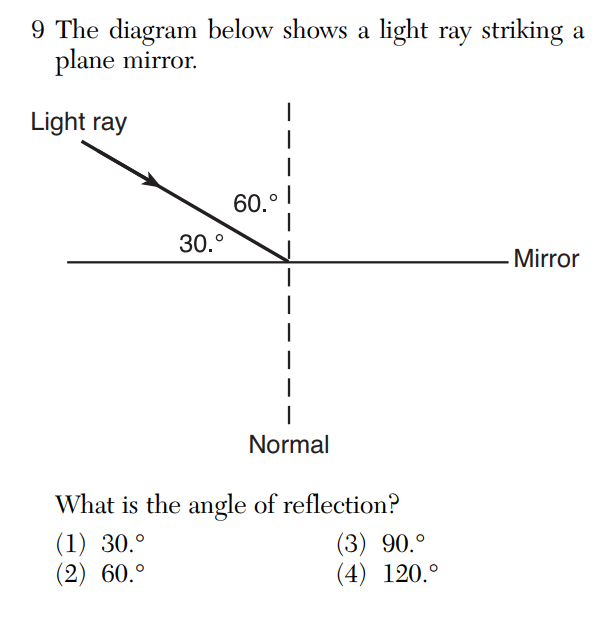 9 The diagram below shows a light ray striking a
plane mirror.
Light ray
60.°
30.°
Mirror
Normal
What is the angle of reflection?
(1) 30.° (3) 90.°
(2) 60.° (4) 120.°